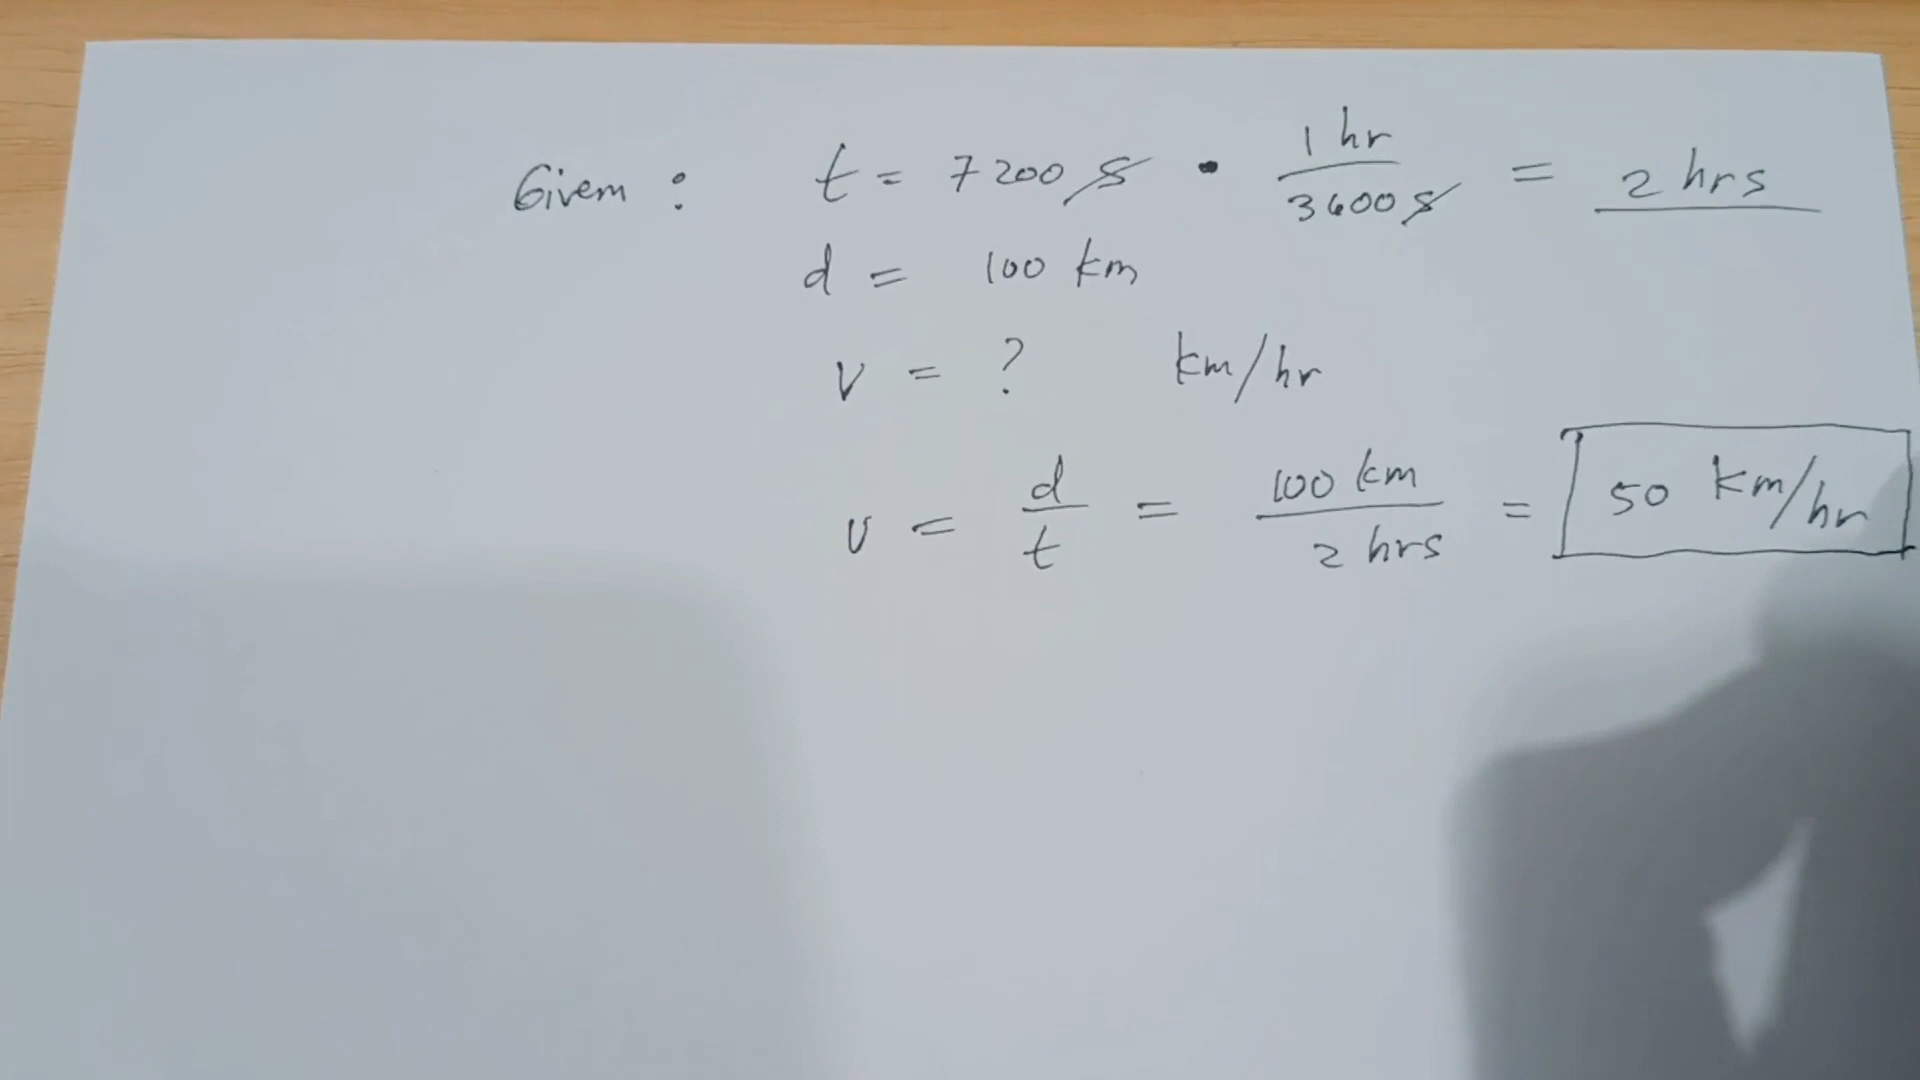 Given : t = 7200 s • 1 hr / 3600 s = 2 hrs
d = 100 km
v = ? km/hr
v = d / t = 100 km / 2 hrs = 50 km/hr